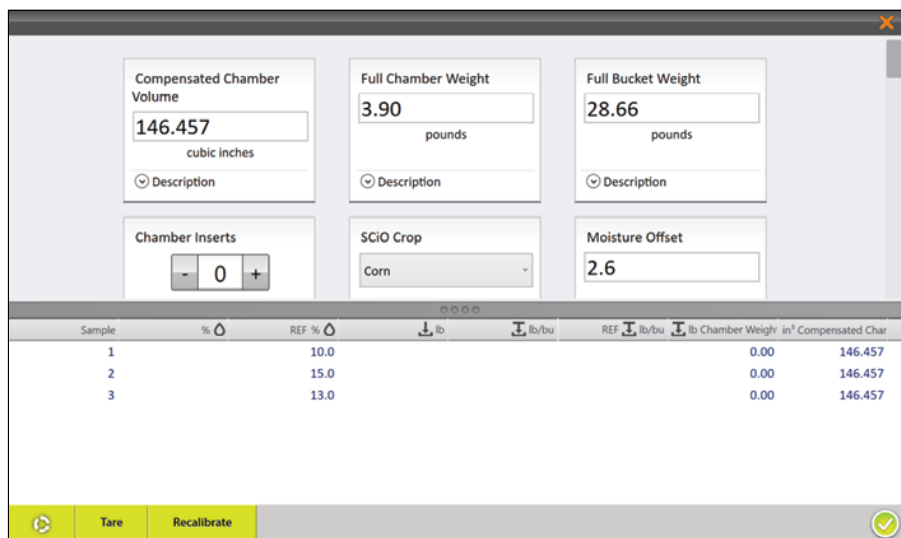 Compensated Chamber Volume
146.457
cubic inches
Description
Full Chamber Weight
3.90
pounds
Description
Full Bucket Weight
28.66
pounds
Description
Chamber Inserts
- 0 +
SCiO Crop
Corn
Moisture Offset
2.6
Sample % REF % lb lb/bu REF lb/bu lb Chamber Weigh in³ Compensated Char
1 10.0 0.00 146.457
2 15.0 0.00 146.457
3 13.0 0.00 146.457
Tare Recalibrate